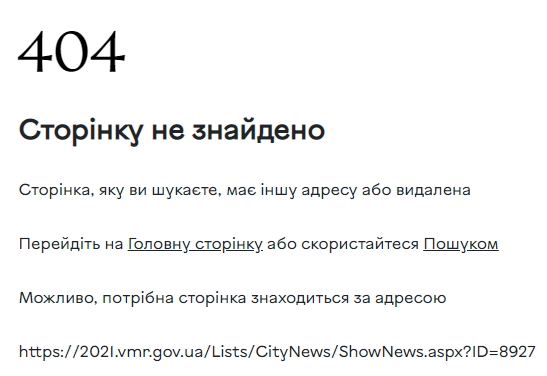 404
Сторінку не знайдено
Сторінка, яку ви шукаєте, має іншу адресу або видалена
Перейдіть на Головну сторінку або скористайтеся Пошуком
Можливо, потрібна сторінка знаходиться за адресою
https://2021.vmr.gov.ua/Lists/CityNews/ShowNews.aspx?ID=8927